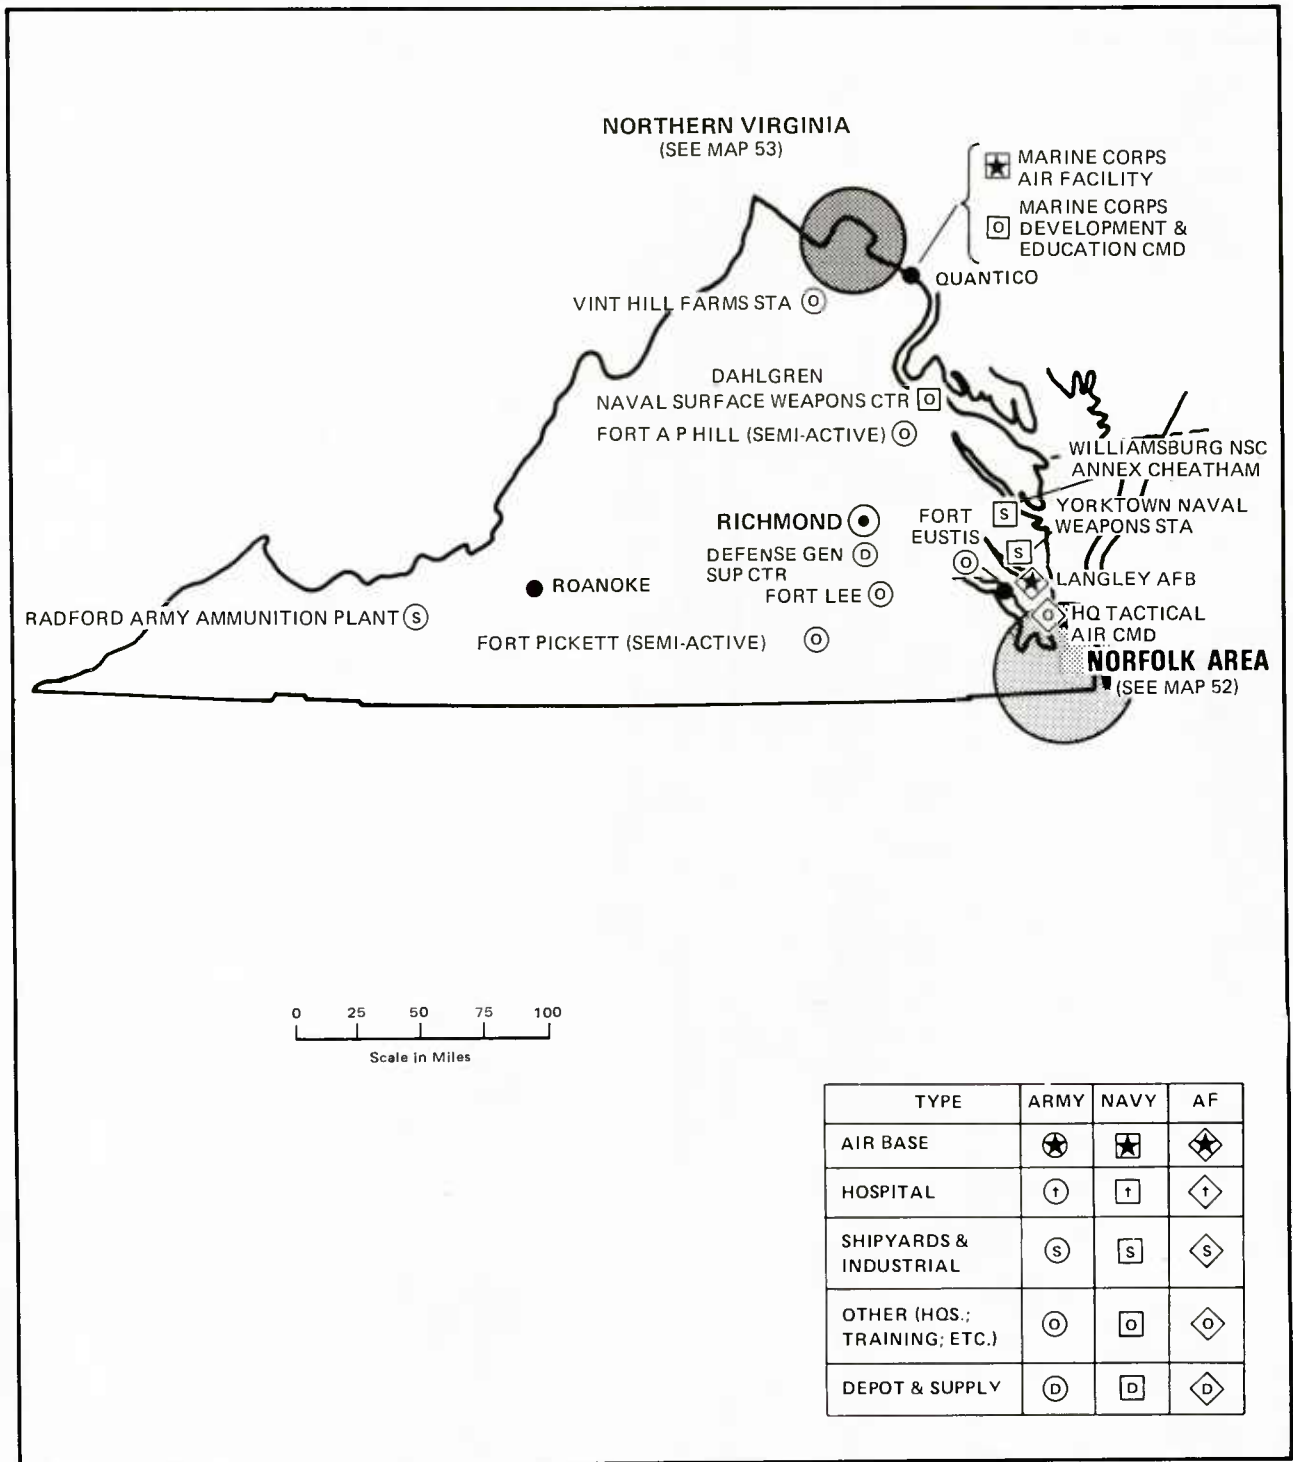 NORTHERN VIRGINIA
(SEE MAP 53)
MARINE CORPS
AIR FACILITY
O MARINE CORPS
DEVELOPMENT &
EDUCATION CMD
QUANTICO
VINT HILL FARMS STA O
DAHLGREN
NAVAL SURFACE WEAPONS CTR O
FORT A P HILL (SEMI-ACTIVE) O
WILLIAMSBURG NSC
ANNEX CHEATHAM
S
YORKTOWN NAVAL
WEAPONS STA
S
RICHMOND
FORT
EUSTIS
O
DEFENSE GEN D
SUP CTR
FORT LEE O
LANGLEY AFB
ROANOKE
RADFORD ARMY AMMUNITION PLANT S
FORT PICKETT (SEMI-ACTIVE) O
O HQ TACTICAL
AIR CMD
NORFOLK AREA
(SEE MAP 52)
0 25 50 75 100
Scale in Miles
TYPE ARMY NAVY AF
AIR BASE
HOSPITAL † † †
SHIPYARDS & INDUSTRIAL S S S
OTHER (HQS.; TRAINING; ETC.) O O O
DEPOT & SUPPLY D D D